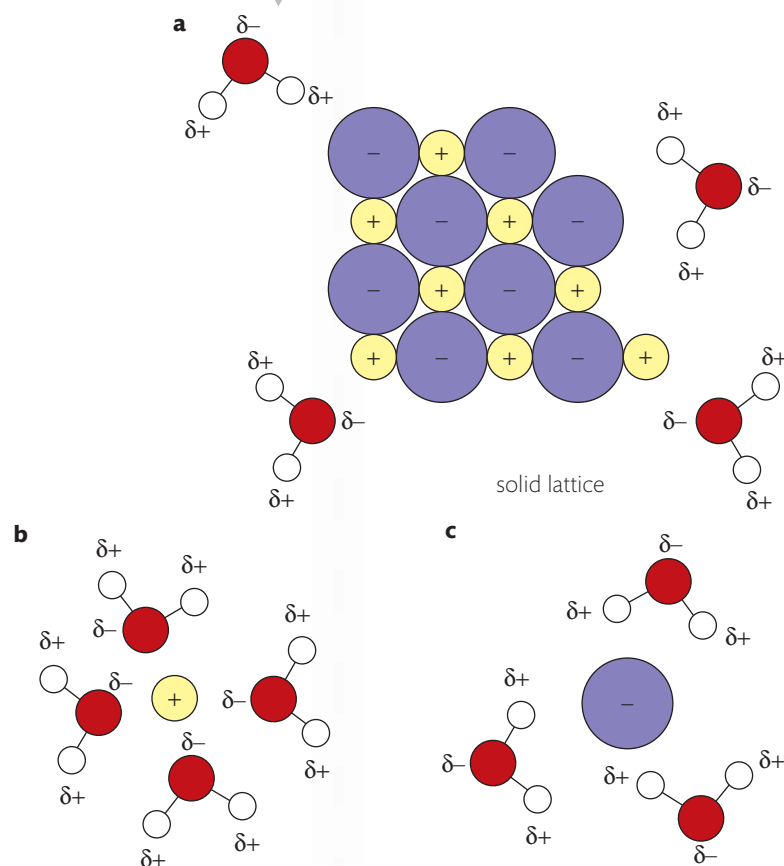 a
δ–
δ+
δ+
δ+
– + –
δ–
+ – + –
δ+
– + – +
δ+
δ+
+ – + – +
δ–
δ–
δ+
δ+
solid lattice
b
δ+
δ+
δ–
δ+
δ+
δ–
+
δ–
δ–
δ+
δ+
δ+
δ+
c
δ–
δ+
δ+
δ+
–
δ–
δ+
δ+
δ+
δ–